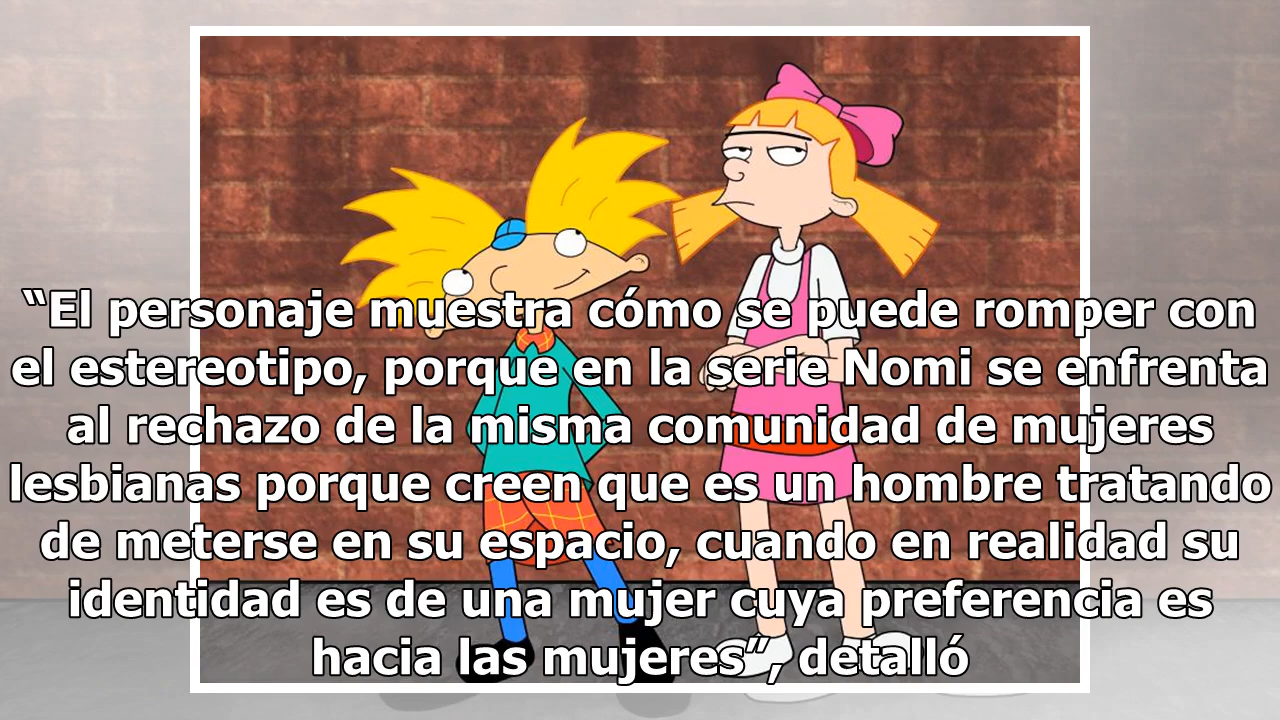 “El personaje muestra cómo se puede romper con
el estereotipo, porque en la serie Nomi se enfrenta
al rechazo de la misma comunidad de mujeres
lesbianas porque creen que es un hombre tratando
de meterse en su espacio, cuando en realidad su
identidad es de una mujer cuya preferencia es
hacia las mujeres”, detalló